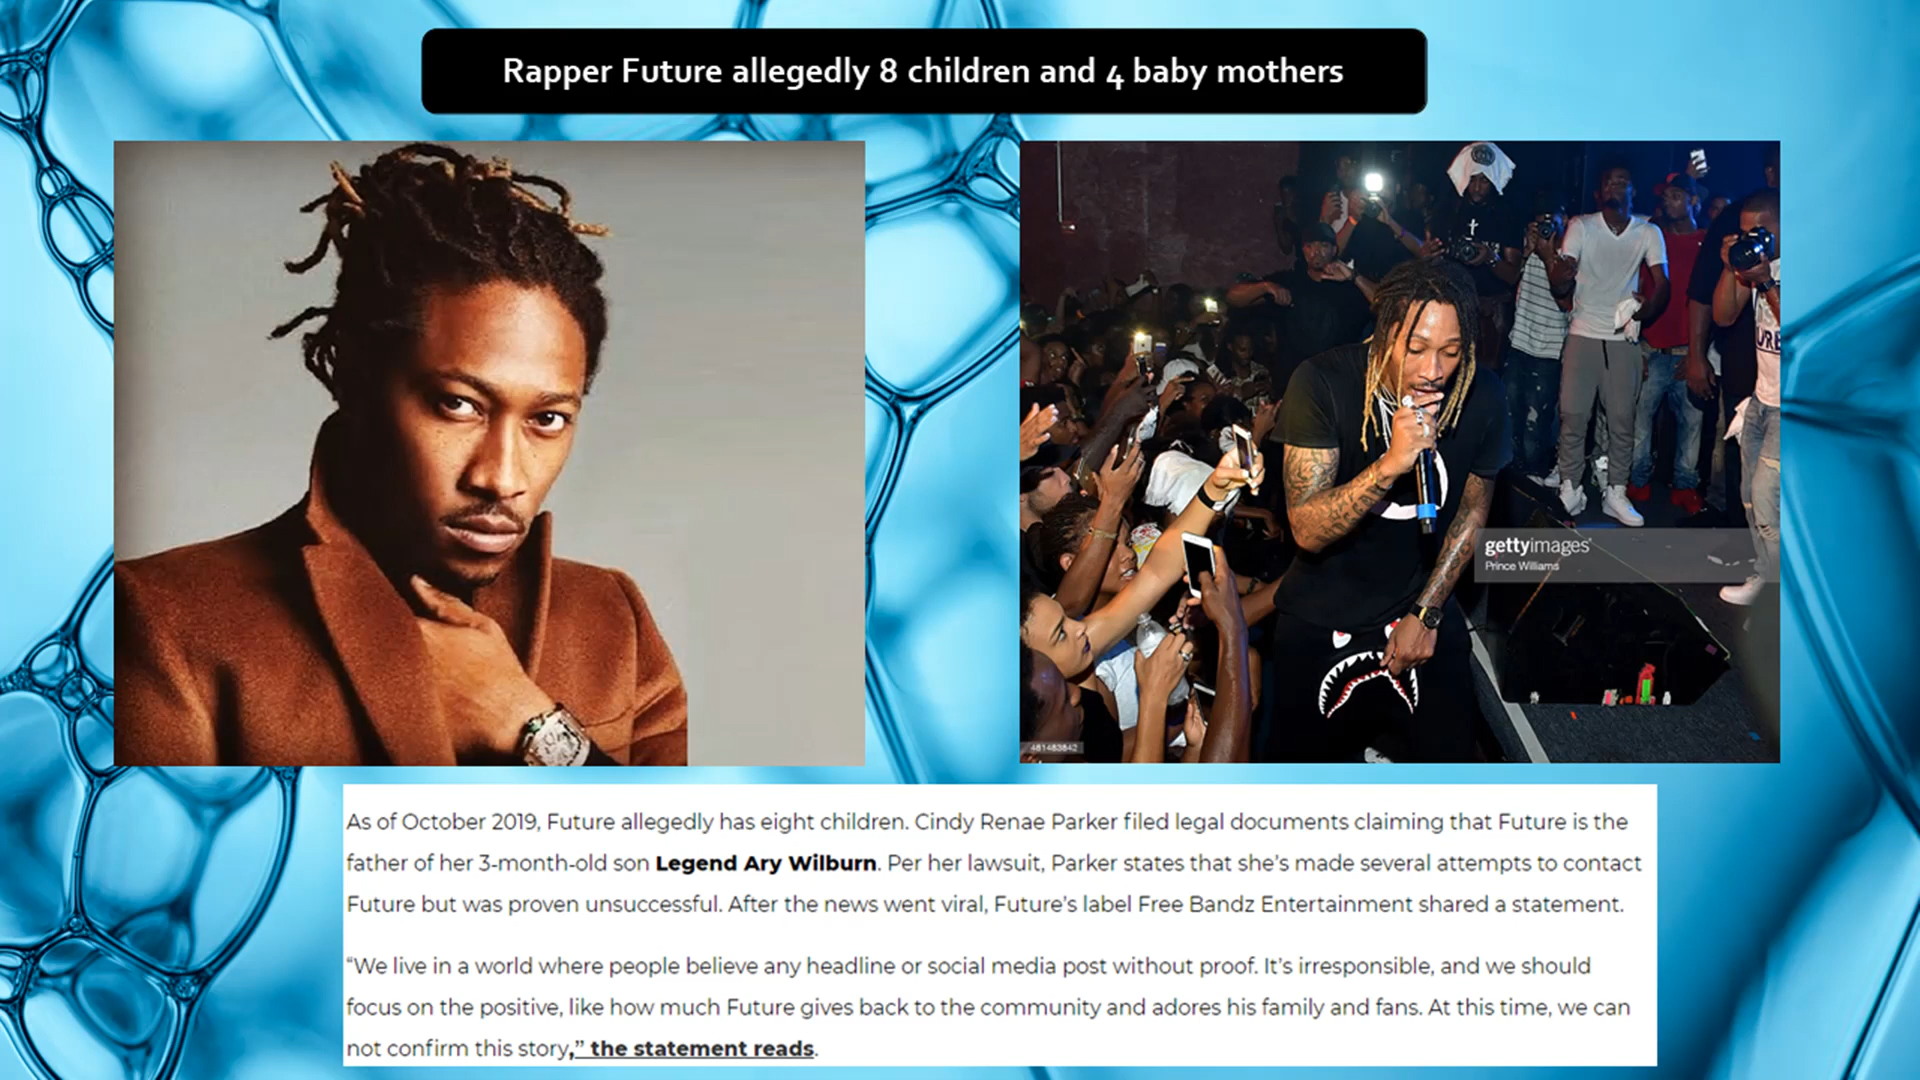 Rapper Future allegedly 8 children and 4 baby mothers
URE
gettyimages®
Prince Williams
481483842
As of October 2019, Future allegedly has eight children. Cindy Renae Parker filed legal documents claiming that Future is the
father of her 3-month-old son Legend Ary Wilburn. Per her lawsuit, Parker states that she's made several attempts to contact
Future but was proven unsuccessful. After the news went viral, Future's label Free Bandz Entertainment shared a statement.
“We live in a world where people believe any headline or social media post without proof. It's irresponsible, and we should
focus on the positive, like how much Future gives back to the community and adores his family and fans. At this time, we can
not confirm this story,” the statement reads.